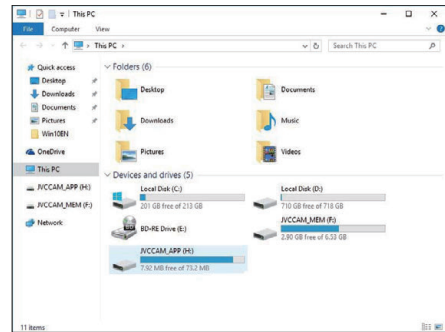 This PC
File Computer View
This PC
Search This PC
Quick access
Desktop
Downloads
Documents
Pictures
Win10EN
OneDrive
This PC
JVCCAM_APP (H:)
JVCCAM_MEM (F:)
Network
Folders (6)
Desktop
Documents
Downloads
Music
Pictures
Videos
Devices and drives (5)
Local Disk (C:)
201 GB free of 213 GB
Local Disk (D:)
710 GB free of 718 GB
BD-RE Drive (E:)
JVCCAM_MEM (F:)
2.90 GB free of 6.53 GB
JVCCAM_APP (H:)
7.92 MB free of 73.2 MB
11 items